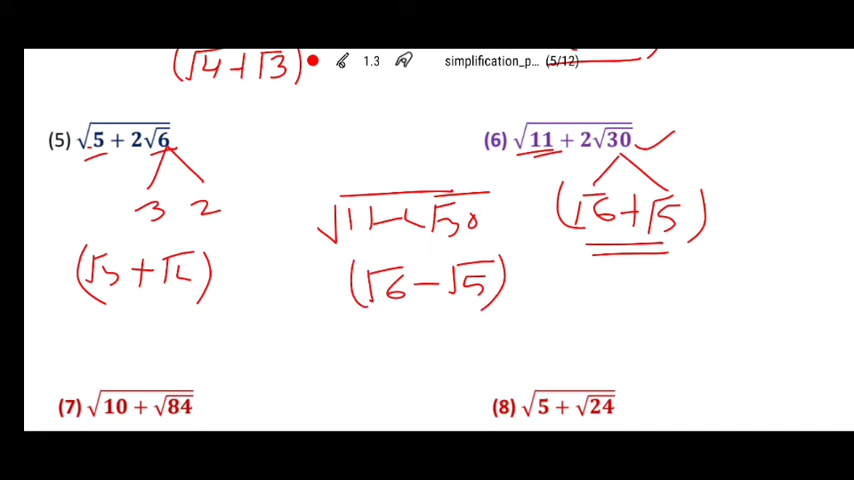 (√4+√3)
1.3 simplification_p... (5/12)
(5) √(5 + 2√6)
(6) √(11 + 2√30)
3 2
(√6+√5)
√(11-2√30)
(√3+√2)
(√6-√5)
(7) √(10 + √84)
(8) √(5 + √24)